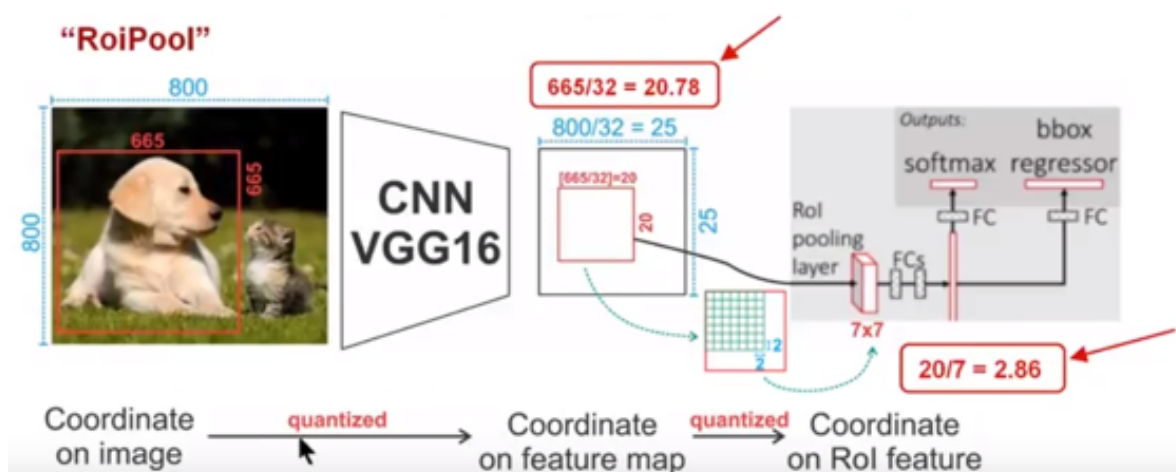 “RoiPool”
800
800
665
665
CNN
VGG16
665/32 = 20.78
800/32 = 25
25
[665/32]=20
20
2
2
RoI
pooling
layer
7x7
FCs
Outputs:
softmax
bbox
regressor
FC
FC
20/7 = 2.86
Coordinate
on image
quantized
Coordinate
on feature map
quantized
Coordinate
on RoI feature